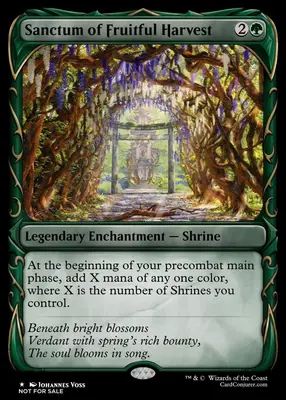 Sanctum of Fruitful Harvest 2
Legendary Enchantment — Shrine
At the beginning of your precombat main
phase, add X mana of any one color,
where X is the number of Shrines you
control.
Beneath bright blossoms
Verdant with spring's rich bounty,
The soul blooms in song.
★ Johannes Voss
NOT FOR SALE
™ & © Wizards of the Coast
CardConjurer.com